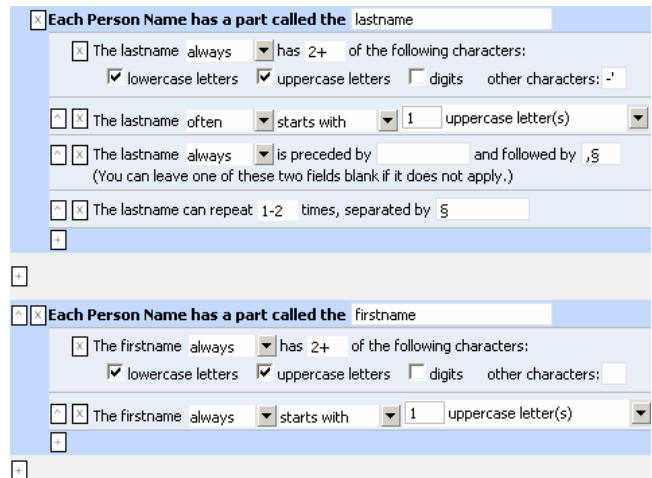 X Each Person Name has a part called the lastname
X The lastname always has 2+ of the following characters:
lowercase letters uppercase letters digits other characters: -'
^ X The lastname often starts with 1 uppercase letter(s)
^ X The lastname always is preceded by and followed by ,§
(You can leave one of these two fields blank if it does not apply.)
^ X The lastname can repeat 1-2 times, separated by §
+
+
^ X Each Person Name has a part called the firstname
X The firstname always has 2+ of the following characters:
lowercase letters uppercase letters digits other characters:
^ X The firstname always starts with 1 uppercase letter(s)
+
+